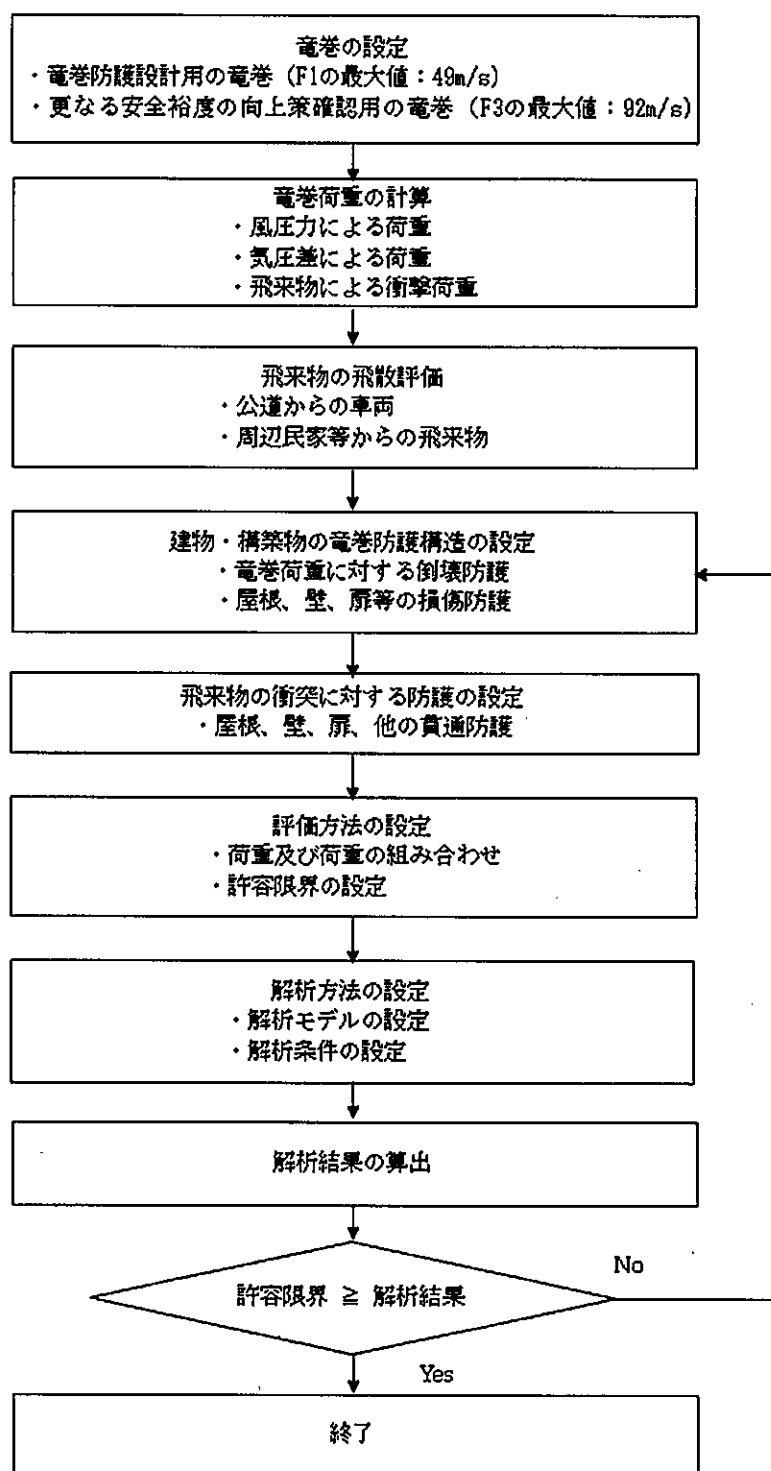 竜巻の設定
・竜巻防護設計用の竜巻（F1の最大値：49m/s）
・更なる安全裕度の向上策確認用の竜巻（F3の最大値：92m/s）
竜巻荷重の計算
・風圧力による荷重
・気圧差による荷重
・飛来物による衝撃荷重
飛来物の飛散評価
・公道からの車両
・周辺民家等からの飛来物
建物・構築物の竜巻防護構造の設定
・竜巻荷重に対する倒壊防護
・屋根、壁、扉等の損傷防護
飛来物の衝突に対する防護の設定
・屋根、壁、扉、他の貫通防護
評価方法の設定
・荷重及び荷重の組み合わせ
・許容限界の設定
解析方法の設定
・解析モデルの設定
・解析条件の設定
解析結果の算出
許容限界 ≧ 解析結果
No
Yes
終了